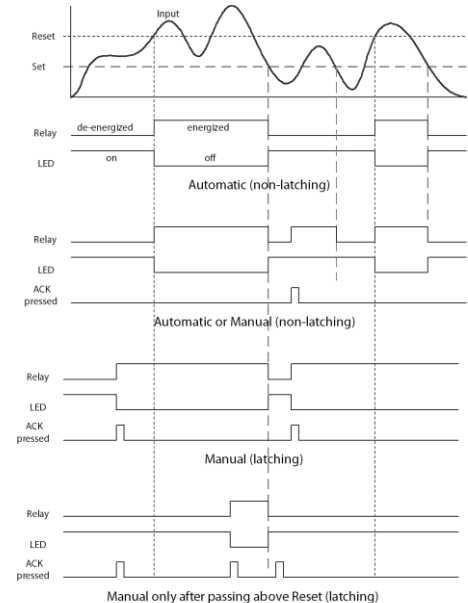 Input
Reset
Set
de-energized energized
Relay
LED
on off
Automatic (non-latching)
Relay
LED
ACK
pressed
Automatic or Manual (non-latching)
Relay
LED
ACK
pressed
Manual (latching)
Relay
LED
ACK
pressed
Manual only after passing above Reset (latching)